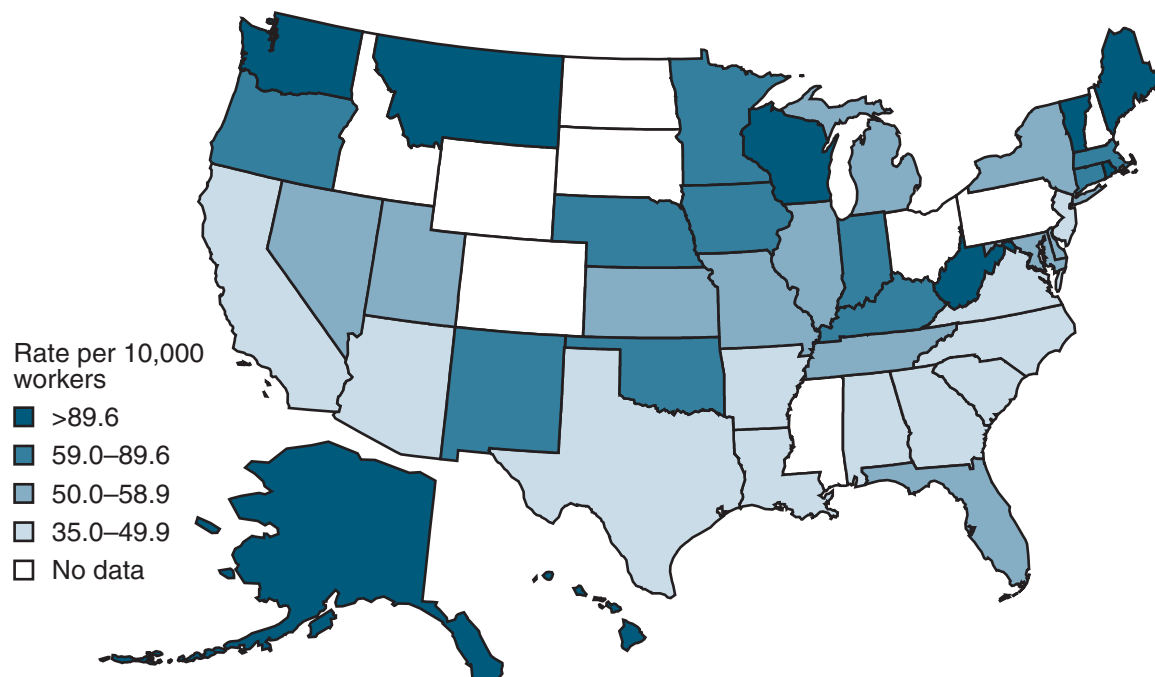 Rate per 10,000
workers
>89.6
59.0–89.6
50.0–58.9
35.0–49.9
No data